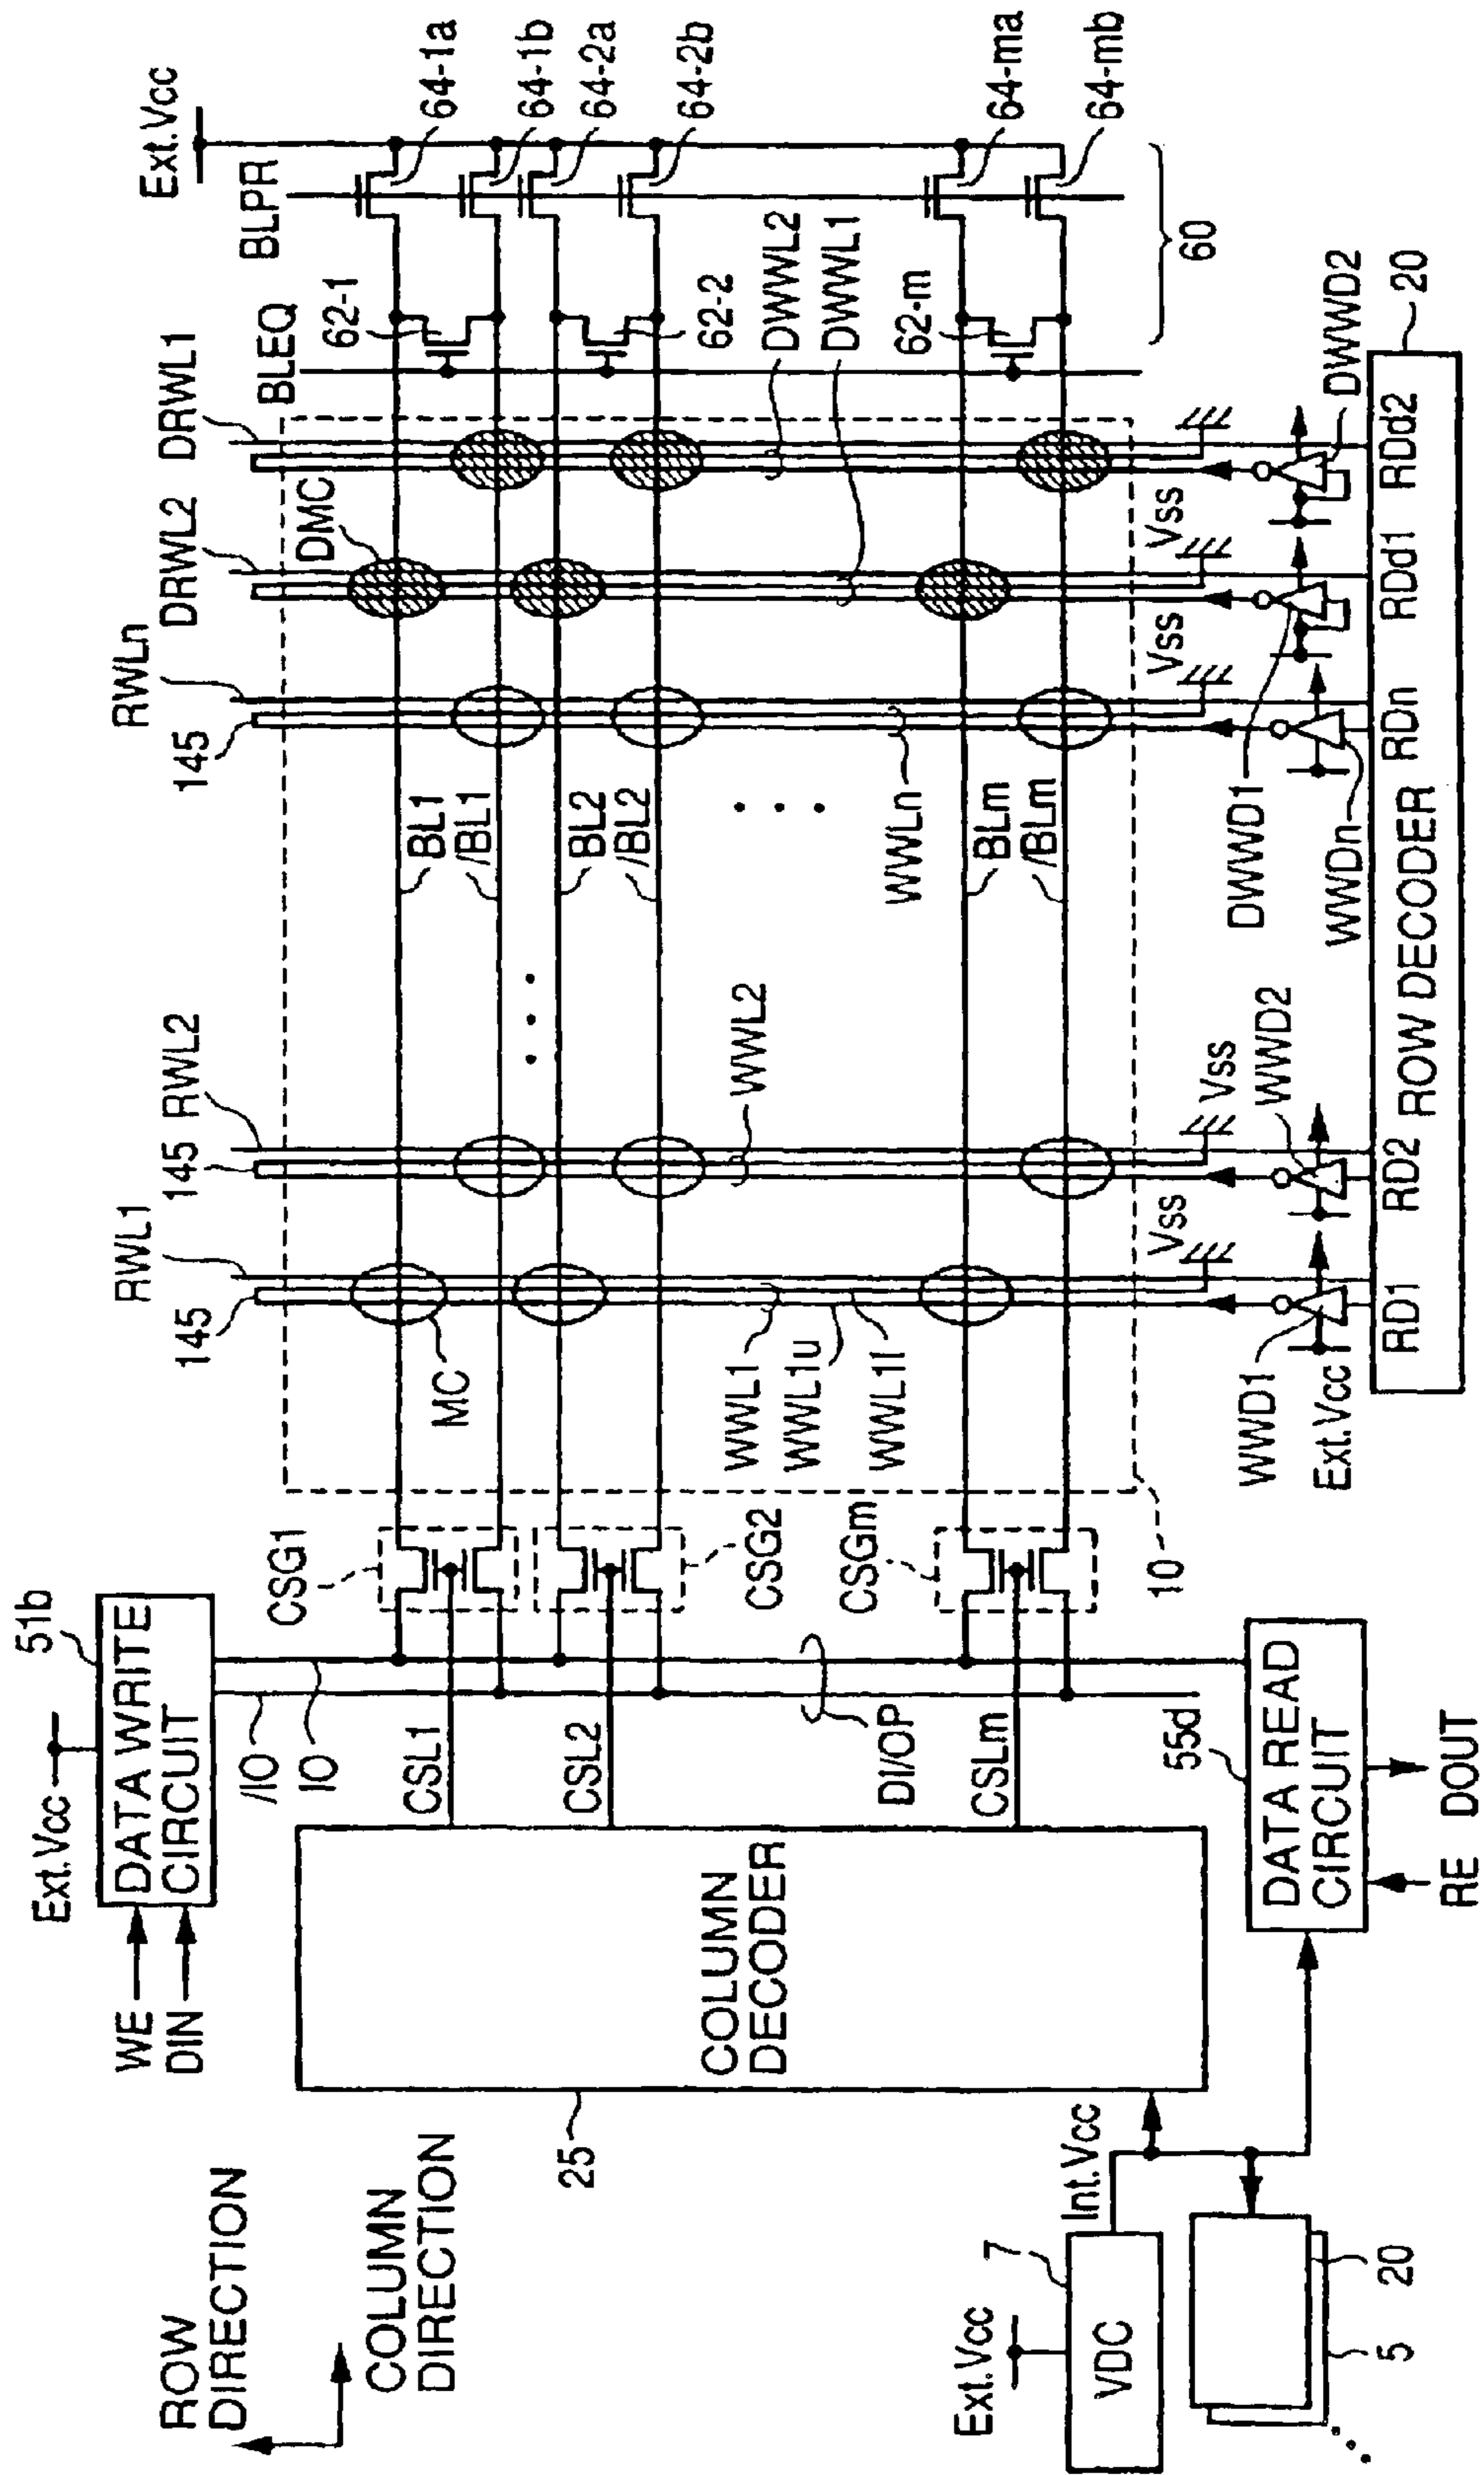 ROW
DIRECTION
COLUMN
DIRECTION
Ext.Vcc
WE
DIN
DATA WRITE
CIRCUIT
51b
/IO
IO
CSL1
CSL2
CSLm
DI/OP
COLUMN
DECODER
25
Ext.Vcc
VDC
7
Int.Vcc
20
5
DATA READ
CIRCUIT
55d
RE
DOUT
CSG1
CSG2
CSGm
10
MC
145
RWL1
145
RWL2
145
RWLn
DRWL2
DRWL1
DMC
WWL1
WWL1u
WWL1l
WWL2
WWLn
BL1
/BL1
BL2
/BL2
BLm
/BLm
DWWL2
DWWL1
BLEQ
BLPR
Ext.Vcc
62-1
62-2
62-m
64-1a
64-1b
64-2a
64-2b
64-ma
64-mb
60
Vss
Vss
Vss
Vss
WWD1
Ext.Vcc
WWD2
WWDn
DWWD1
DWWD2
RD1
RD2
RDn
RDd1
RDd2
ROW DECODER
20